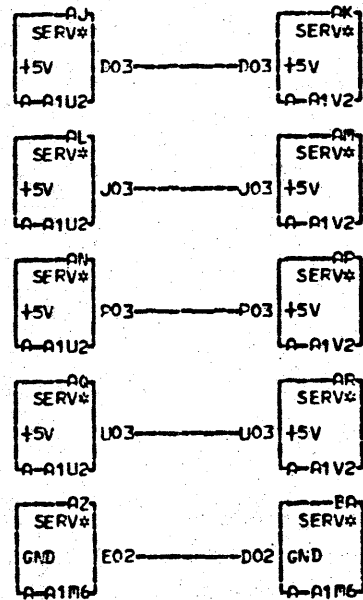 AJ AK
SERV* SERV*
+5V D03 D03 +5V
A-A1U2 A-A1V2
AL AM
SERV* SERV*
+5V J03 J03 +5V
A-A1U2 A-A1V2
AN AP
SERV* SERV*
+5V P03 P03 +5V
A-A1U2 A-A1V2
AQ AR
SERV* SERV*
+5V U03 U03 +5V
A-A1U2 A-A1V2
AZ BA
SERV* SERV*
GND E02 D02 GND
A-A1M6 A-A1M6